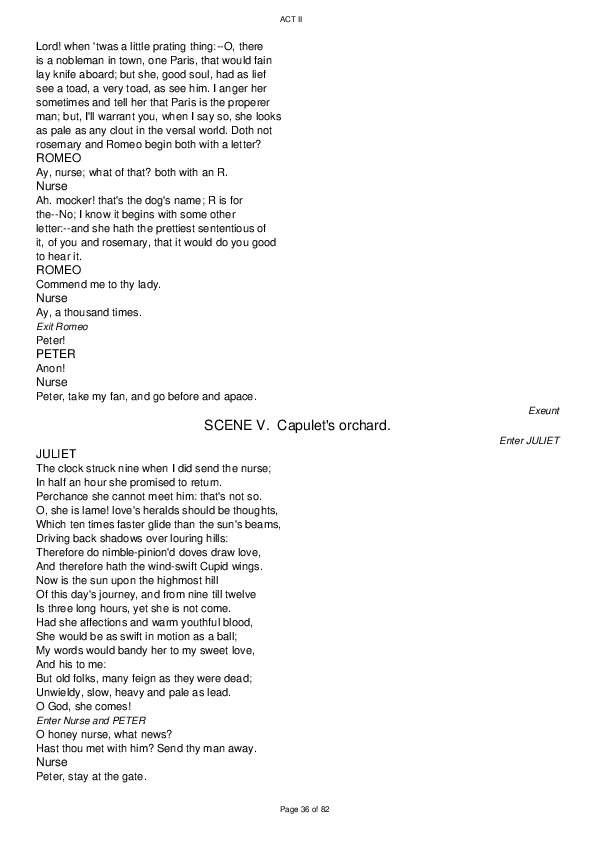 ACT II
Lord! when 'twas a little prating thing:--O, there
is a nobleman in town, one Paris, that would fain
lay knife aboard; but she, good soul, had as lief
see a toad, a very toad, as see him. I anger her
sometimes and tell her that Paris is the properer
man; but, I'll warrant you, when I say so, she looks
as pale as any clout in the versal world. Doth not
rosemary and Romeo begin both with a letter?
ROMEO
Ay, nurse; what of that? both with an R.
Nurse
Ah. mocker! that's the dog's name; R is for
the--No; I know it begins with some other
letter:--and she hath the prettiest sententious of
it, of you and rosemary, that it would do you good
to hear it.
ROMEO
Commend me to thy lady.
Nurse
Ay, a thousand times.
Exit Romeo
Peter!
PETER
Anon!
Nurse
Peter, take my fan, and go before and apace.
Exeunt
SCENE V. Capulet's orchard.
Enter JULIET
JULIET
The clock struck nine when I did send the nurse;
In half an hour she promised to return.
Perchance she cannot meet him: that's not so.
O, she is lame! love's heralds should be thoughts,
Which ten times faster glide than the sun's beams,
Driving back shadows over louring hills:
Therefore do nimble-pinion'd doves draw love,
And therefore hath the wind-swift Cupid wings.
Now is the sun upon the highmost hill
Of this day's journey, and from nine till twelve
Is three long hours, yet she is not come.
Had she affections and warm youthful blood,
She would be as swift in motion as a ball;
My words would bandy her to my sweet love,
And his to me:
But old folks, many feign as they were dead;
Unwieldy, slow, heavy and pale as lead.
O God, she comes!
Enter Nurse and PETER
O honey nurse, what news?
Hast thou met with him? Send thy man away.
Nurse
Peter, stay at the gate.
Page 36 of 82